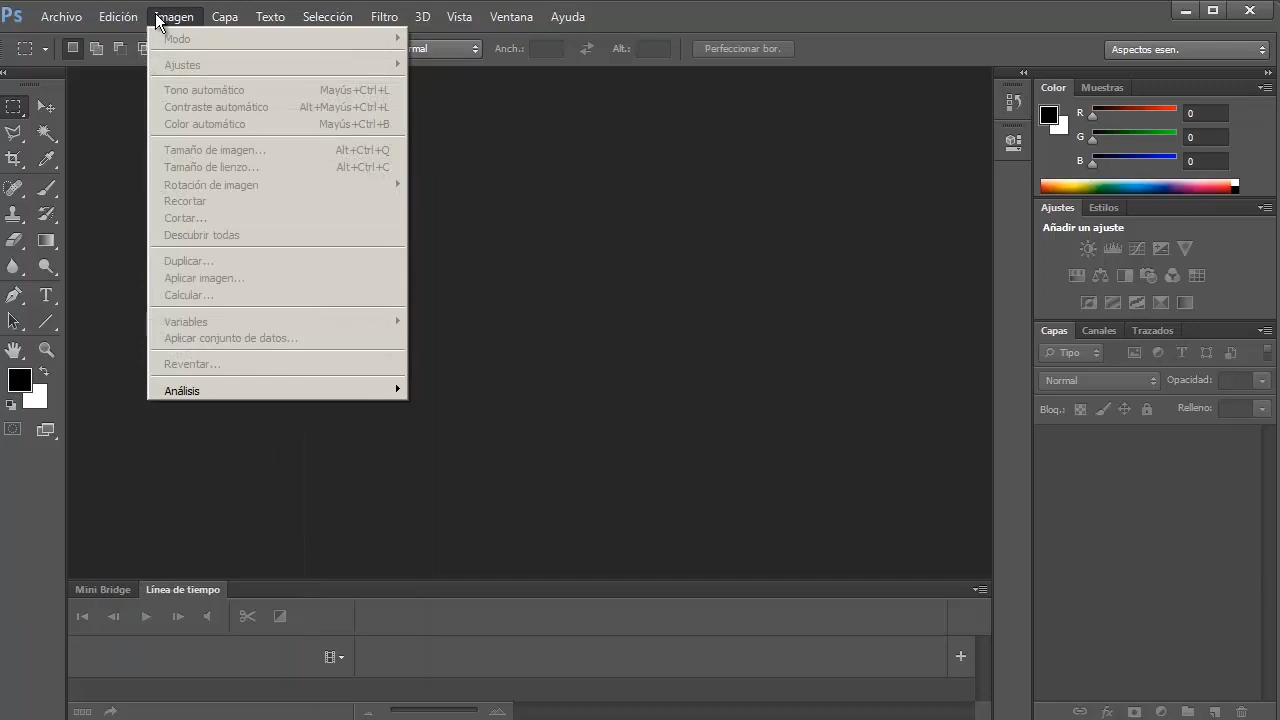 Ps Archivo Edición Imagen Capa Texto Selección Filtro 3D Vista Ventana Ayuda
Anch.: Alt.: Perfeccionar bor. Aspectos esen.
Modo
Ajustes
Tono automático Mayús+Ctrl+L
Contraste automático Alt+Mayús+Ctrl+L
Color automático Mayús+Ctrl+B
Tamaño de imagen... Alt+Ctrl+Q
Tamaño de lienzo... Alt+Ctrl+C
Rotación de imagen
Recortar
Cortar...
Descubrir todas
Duplicar...
Aplicar imagen...
Calcular...
Variables
Aplicar conjunto de datos...
Reventar...
Análisis
Color Muestras
R 0
G 0
B 0
Ajustes Estilos
Añadir un ajuste
Capas Canales Trazados
Tipo
Normal Opacidad:
Bloq.: Relleno:
Mini Bridge Línea de tiempo